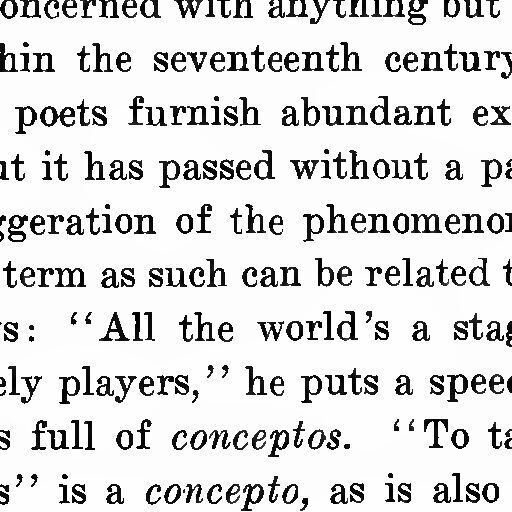 oncerned with anything but
hin the seventeenth century
poets furnish abundant ex
ut it has passed without a pa
ggeration of the phenomenon
term as such can be related t
s: “All the world’s a stag
ely players,” he puts a speec
s full of conceptos. “To ta
s” is a concepto, as is also